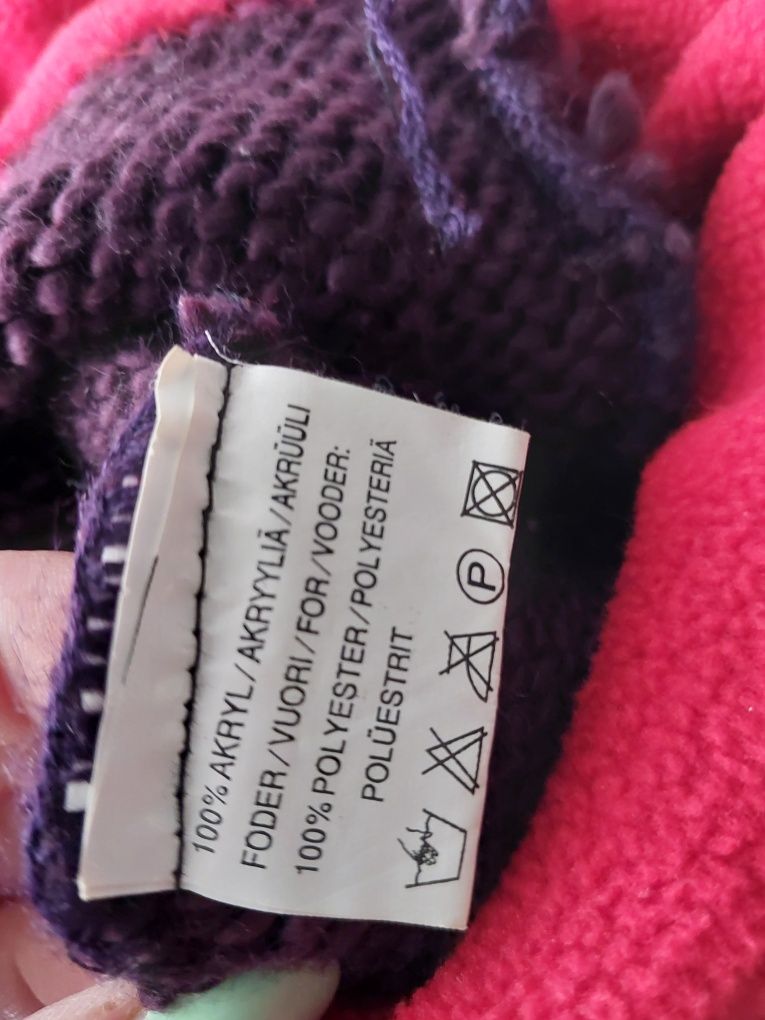 100% AKRYL/AKRYYLIÄ/AKRÜÜLI
FODER/VUORI/FOR/VOODER:
100% POLYESTER/POLYESTERIÄ
POLÜESTRIT
P